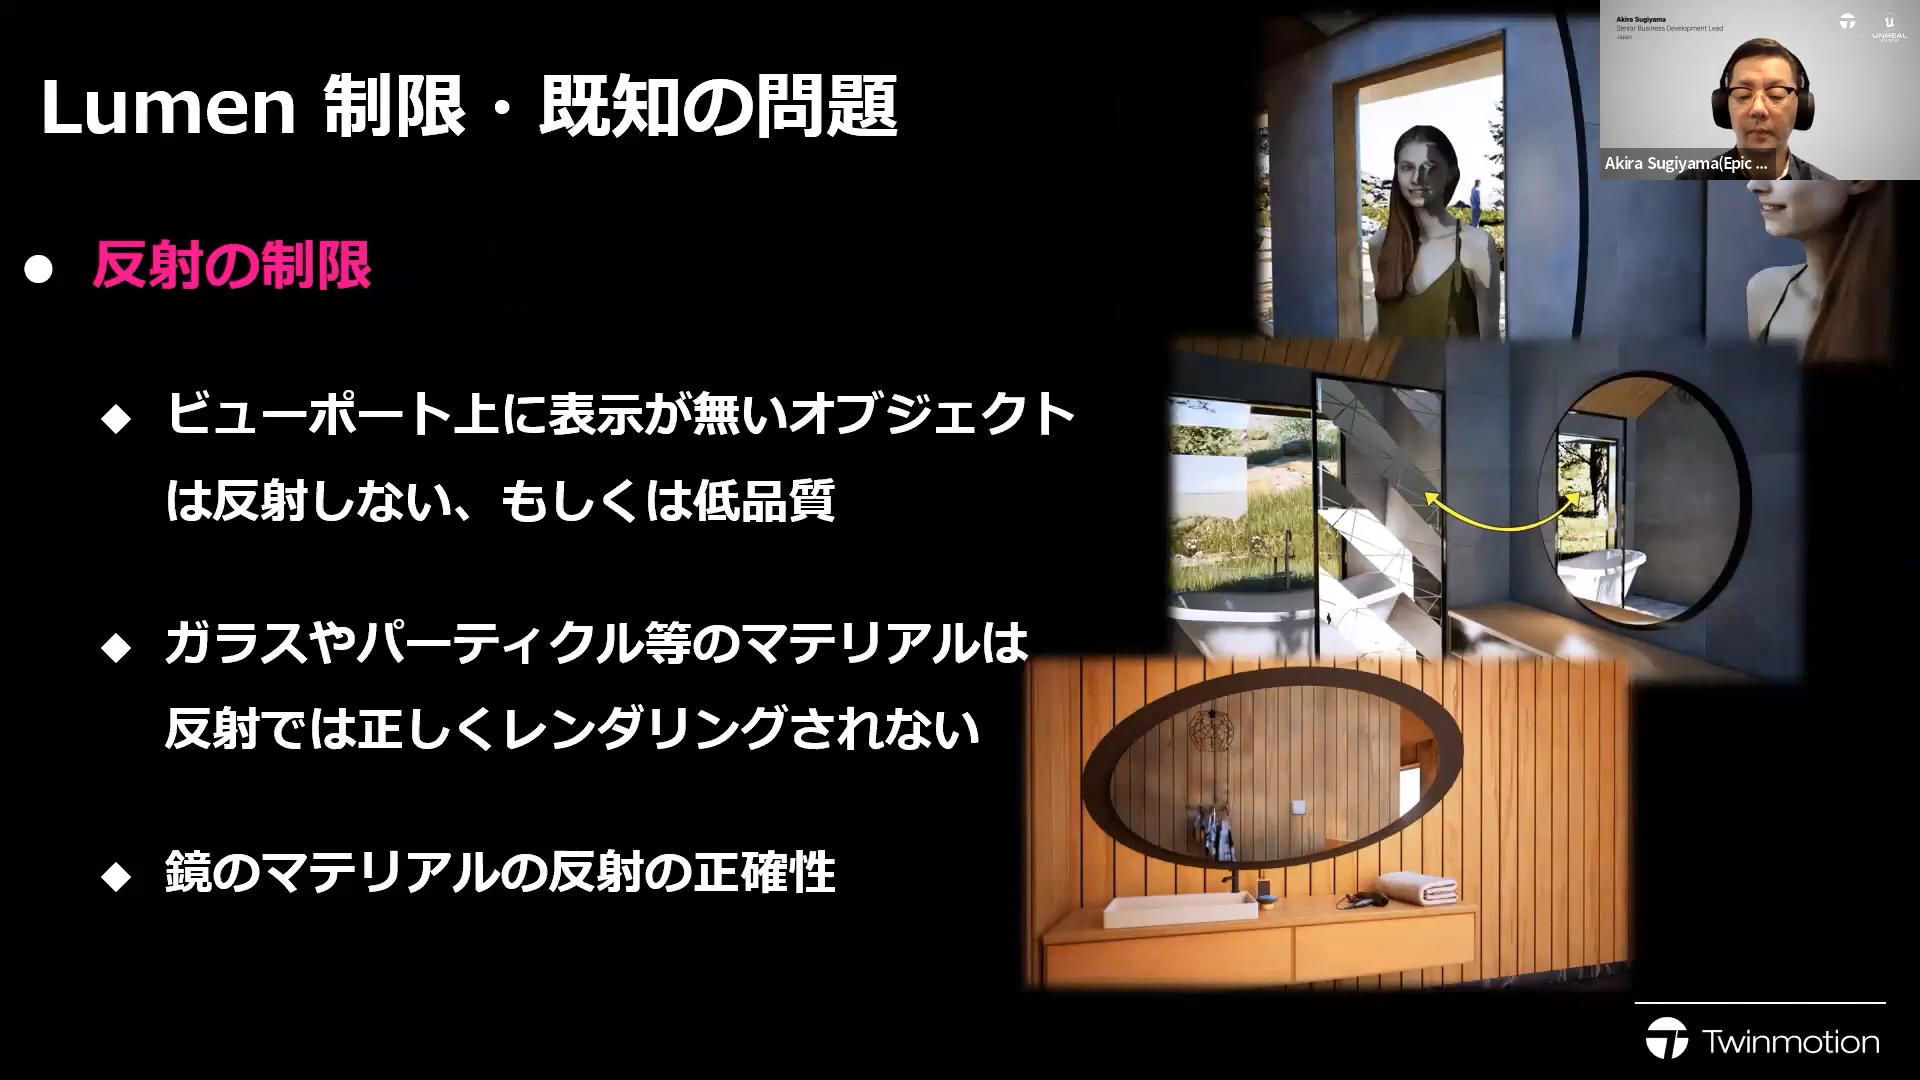 Lumen 制限・既知の問題
● 反射の制限
◆ ビューポート上に表示が無いオブジェクト
は反射しない、もしくは低品質
◆ ガラスやパーティクル等のマテリアルは
反射では正しくレンダリングされない
◆ 鏡のマテリアルの反射の正確性
Akira Sugiyama
Senior Business Development Lead
Japan
UNREAL
Akira Sugiyama(Epic ...
Twinmotion